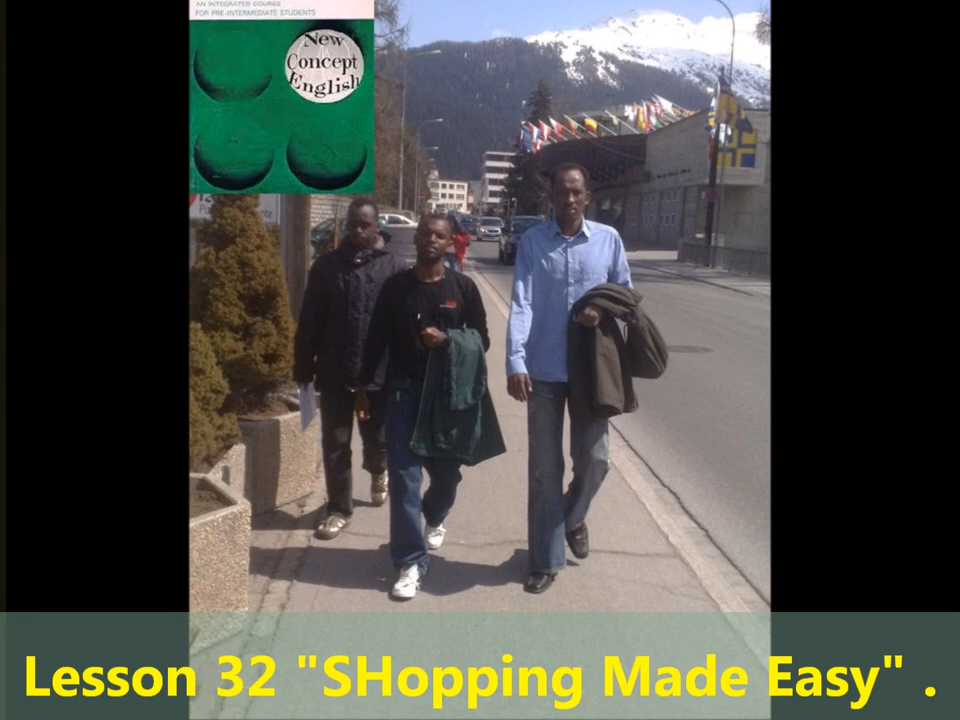 AN INTEGRATED COURSE
FOR PRE-INTERMEDIATE STUDENTS
New
Concept
English
Lesson 32 "SHopping Made Easy" .